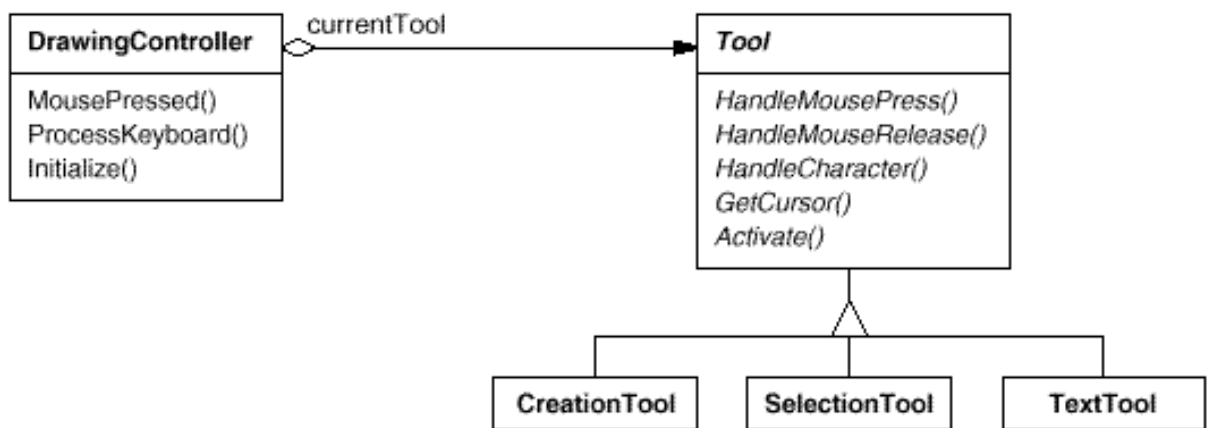 DrawingController
currentTool
Tool
MousePressed()
ProcessKeyboard()
Initialize()
HandleMousePress()
HandleMouseRelease()
HandleCharacter()
GetCursor()
Activate()
CreationTool
SelectionTool
TextTool